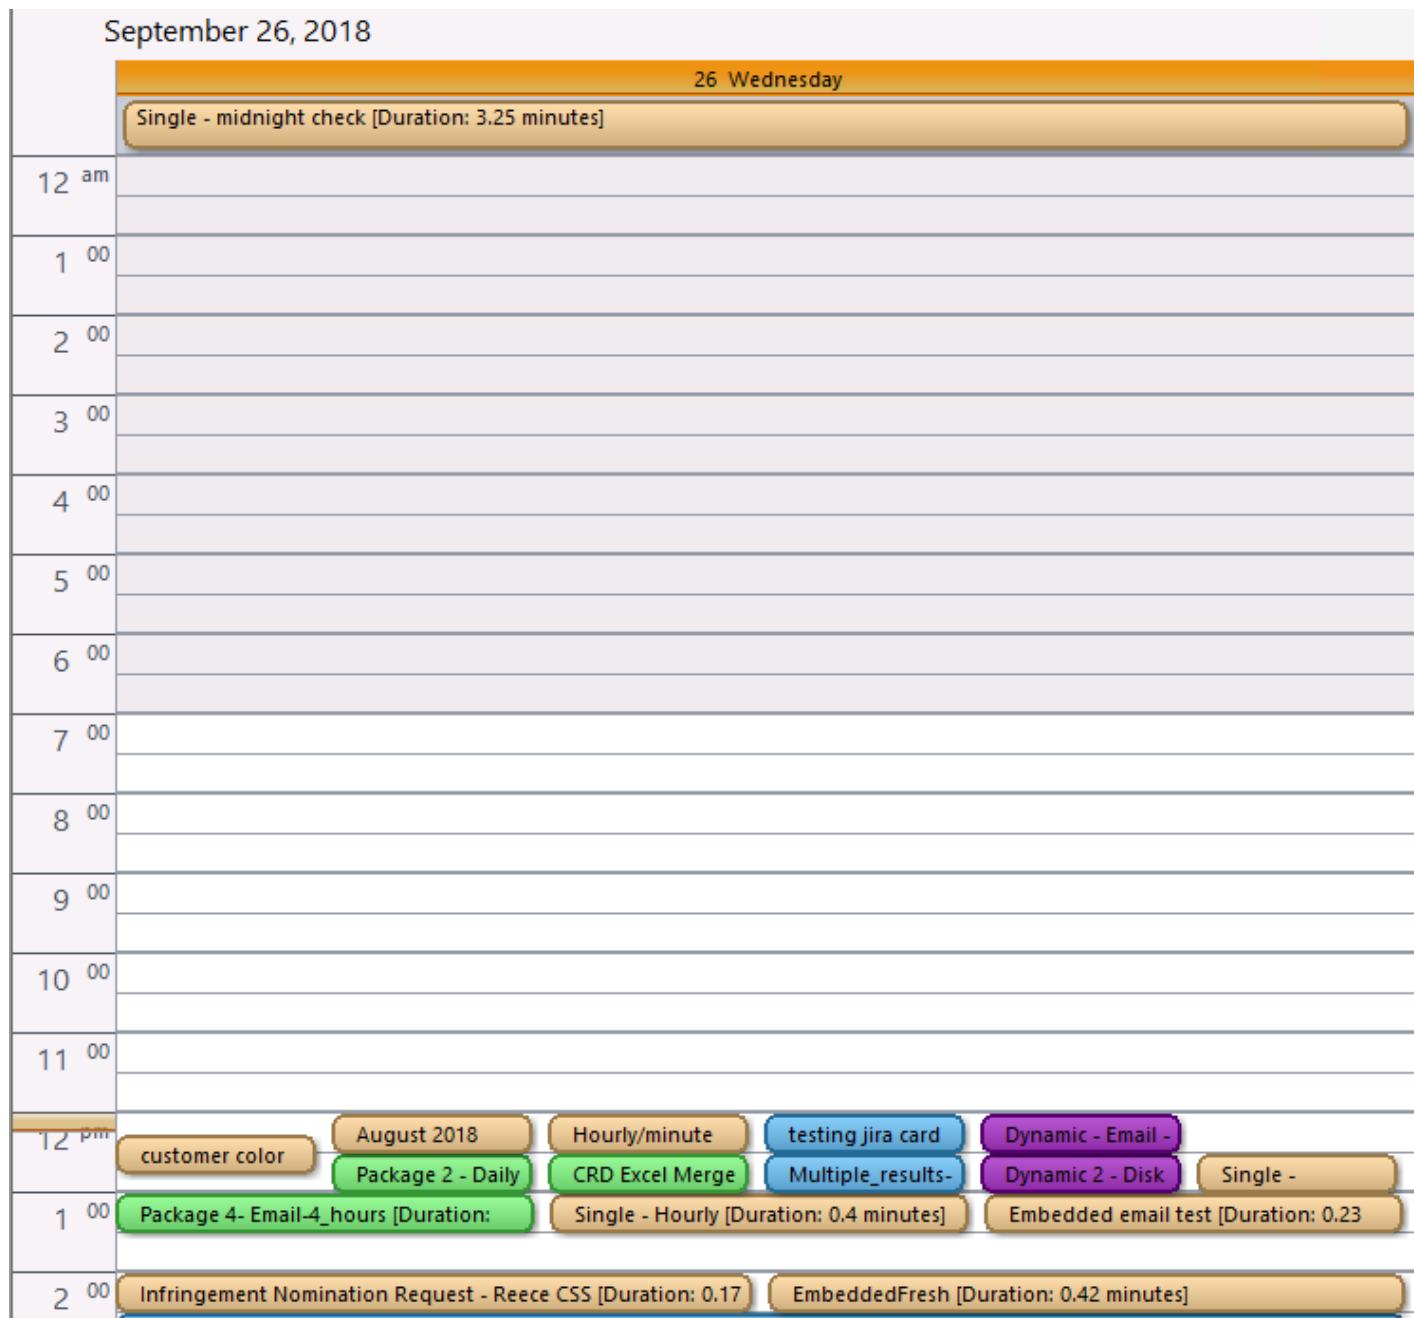 September 26, 2018
26 Wednesday
Single - midnight check [Duration: 3.25 minutes]
12 am
1 00
2 00
3 00
4 00
5 00
6 00
7 00
8 00
9 00
10 00
11 00
12 pm
August 2018
Hourly/minute
testing jira card
Dynamic - Email -
customer color
Package 2 - Daily
CRD Excel Merge
Multiple_results-
Dynamic 2 - Disk
Single -
1 00
Package 4- Email-4_hours [Duration:
Single - Hourly [Duration: 0.4 minutes]
Embedded email test [Duration: 0.23
2 00
Infringement Nomination Request - Reece CSS [Duration: 0.17
EmbeddedFresh [Duration: 0.42 minutes]